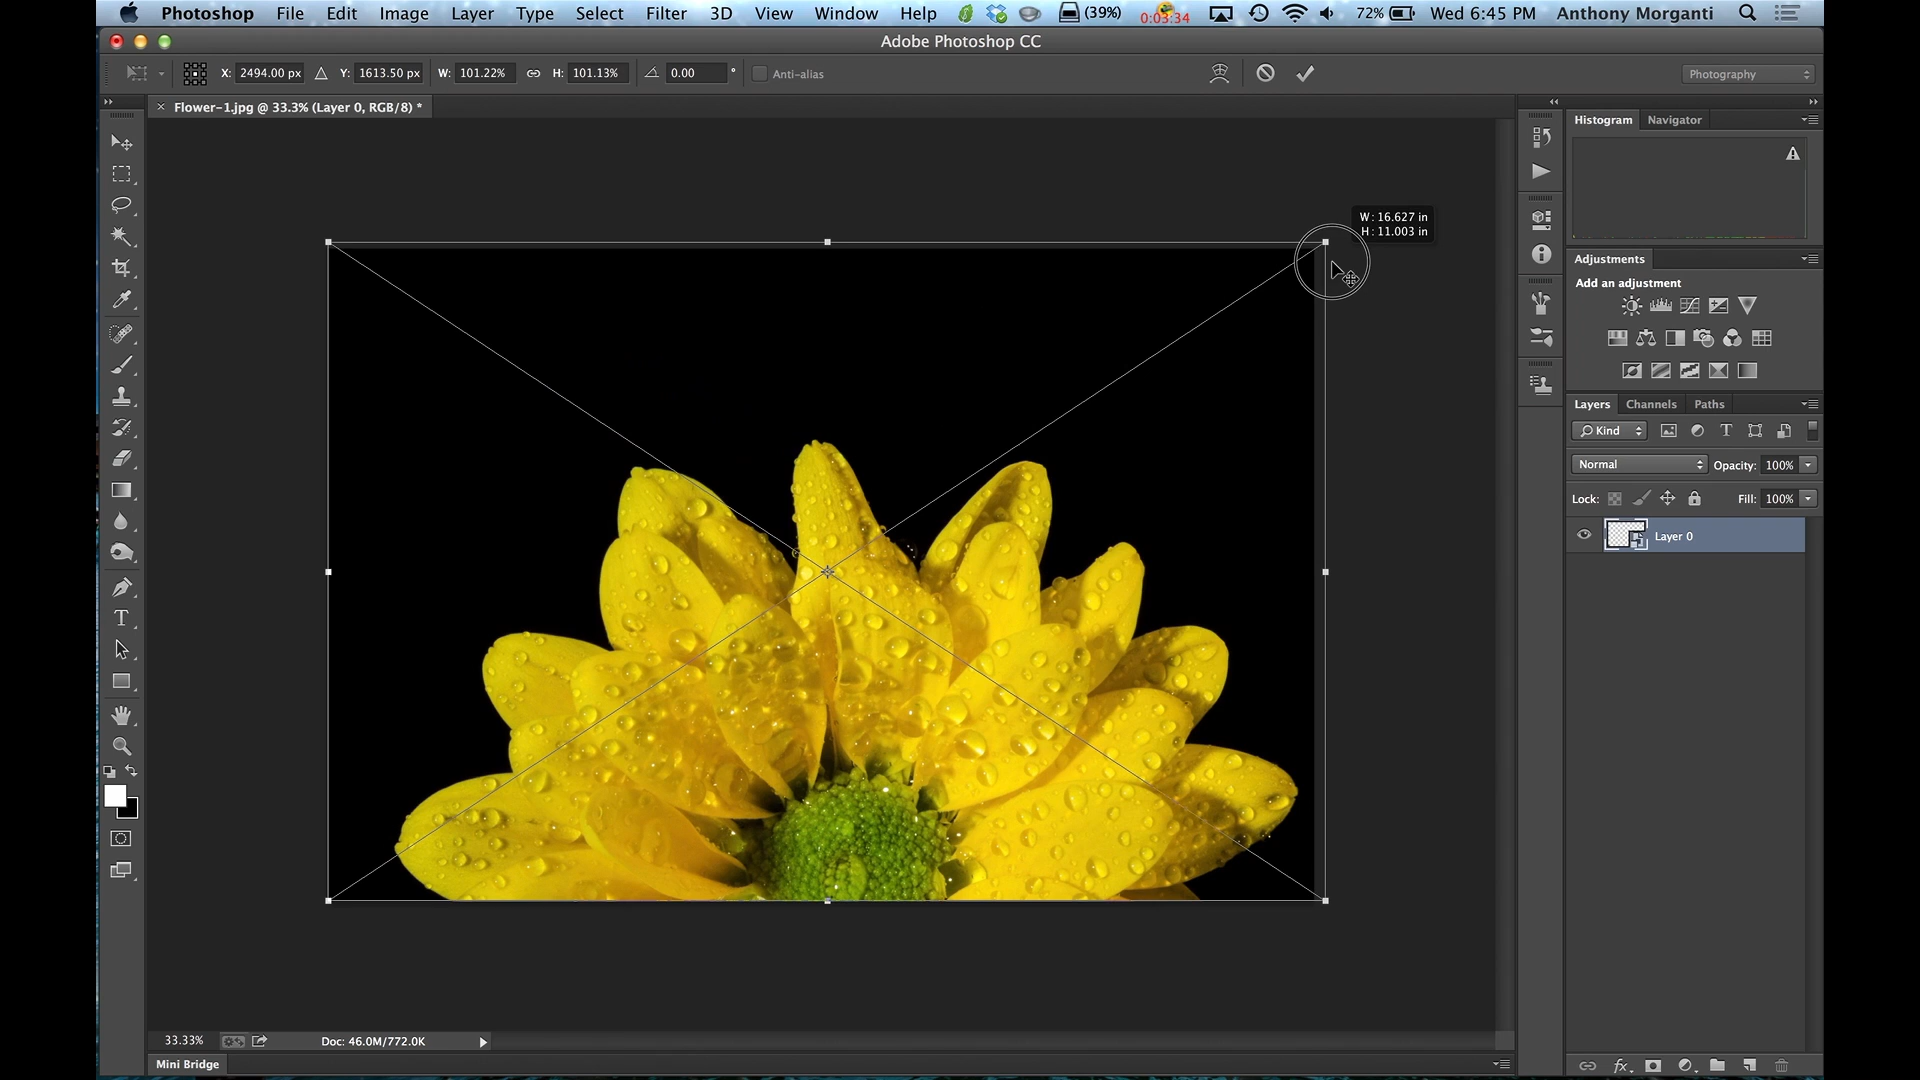 Photoshop File Edit Image Layer Type Select Filter 3D View Window Help (39%) 0:03:34 72% Wed 6:45 PM Anthony Morganti
Adobe Photoshop CC
X: 2494.00 px Y: 1613.50 px W: 101.22% H: 101.13% 0.00 ° Anti-alias Photography
× Flower-1.jpg @ 33.3% (Layer 0, RGB/8) *
Histogram Navigator
W: 16.627 in
H: 11.003 in
Adjustments
Add an adjustment
Layers Channels Paths
Kind
Normal Opacity: 100%
Lock: Fill: 100%
Layer 0
33.33% Doc: 46.0M/772.0K
Mini Bridge